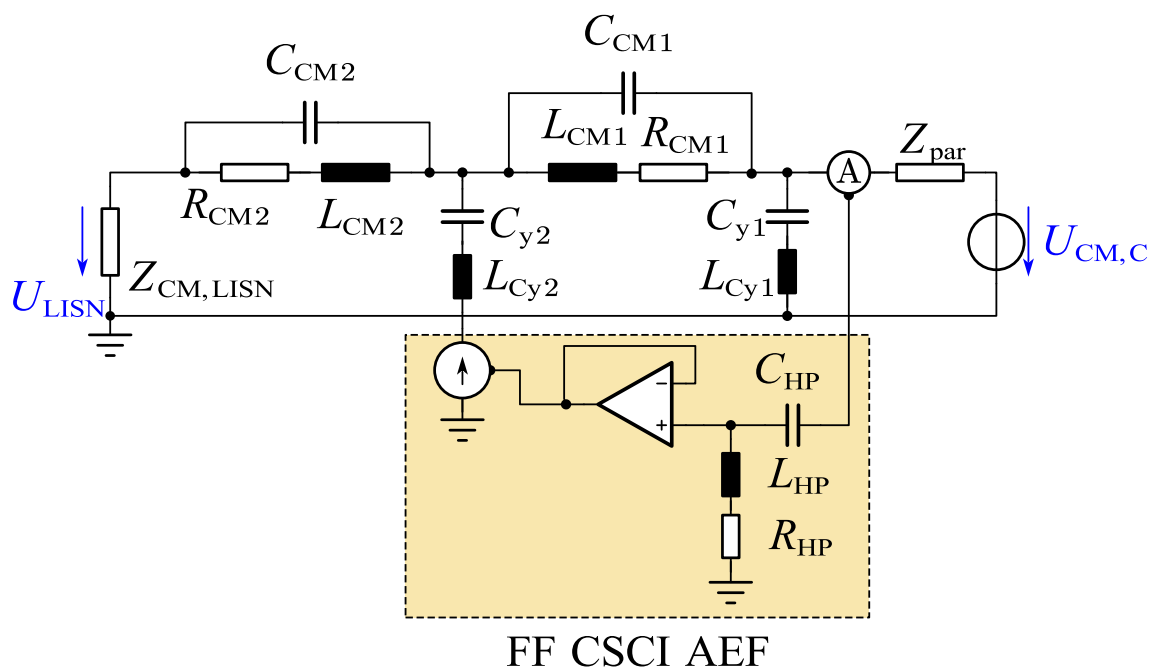 C_CM1
C_CM2
L_CM1
R_CM1
A
Z_par
R_CM2
L_CM2
C_y2
C_y1
U_CM,C
U_LISN
Z_CM,LISN
L_Cy2
L_Cy1
C_HP
−
+
L_HP
R_HP
FF CSCI AEF